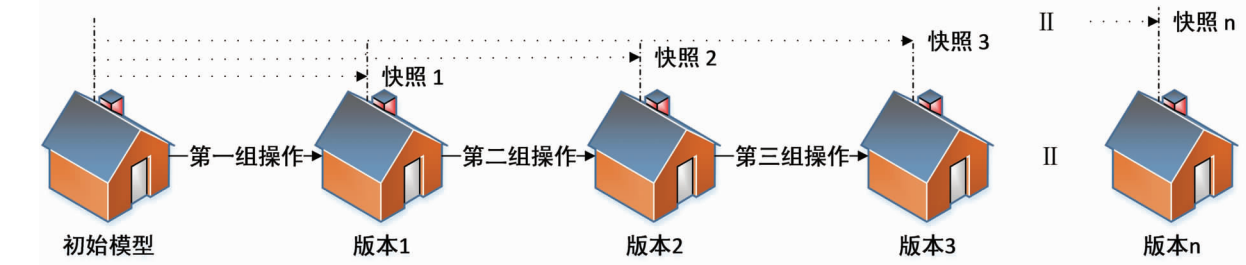 II
快照 n
快照 3
快照 2
快照 1
第一组操作
第二组操作
第三组操作
II
初始模型
版本1
版本2
版本3
版本n